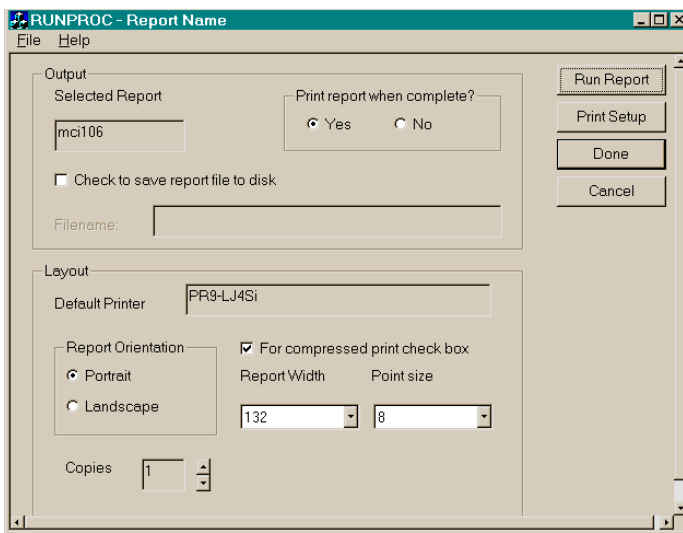 RUNPROC - Report Name
File Help
Output
Selected Report
mci106
Print report when complete?
Yes No
Check to save report file to disk
Filename:
Run Report
Print Setup
Done
Cancel
Layout
Default Printer PR9-LJ4Si
Report Orientation
Portrait
Landscape
For compressed print check box
Report Width Point size
132 8
Copies 1